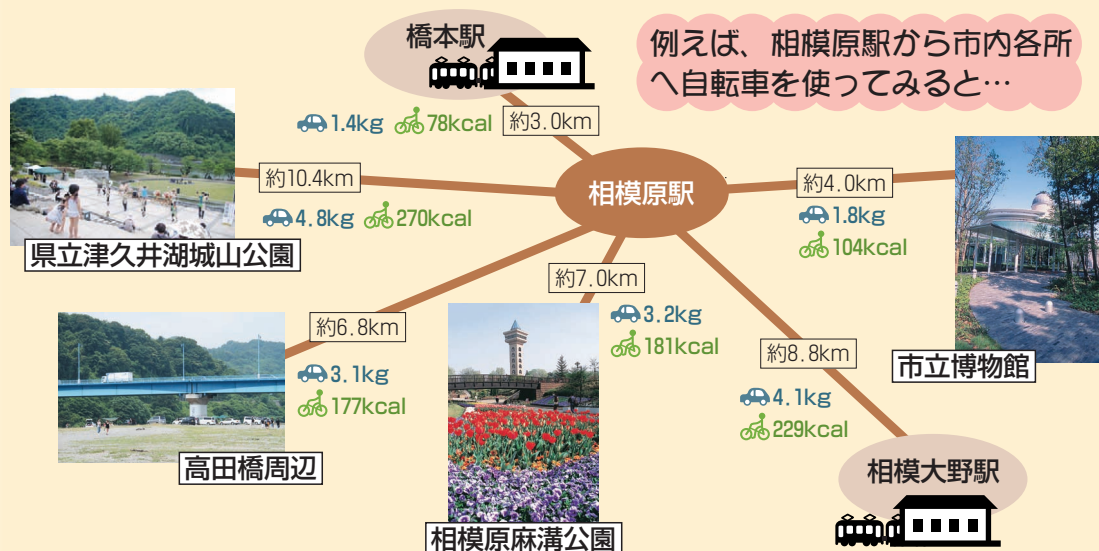 例えば、相模原駅から市内各所
へ自転車を使ってみると…
橋本駅
1.4kg 78kcal 約3.0km
約10.4km
4.8kg 270kcal
県立津久井湖城山公園
相模原駅
約4.0km
1.8kg
104kcal
市立博物館
約6.8km
3.1kg
177kcal
高田橋周辺
約7.0km
3.2kg
181kcal
相模原麻溝公園
約8.8km
4.1kg
229kcal
相模大野駅